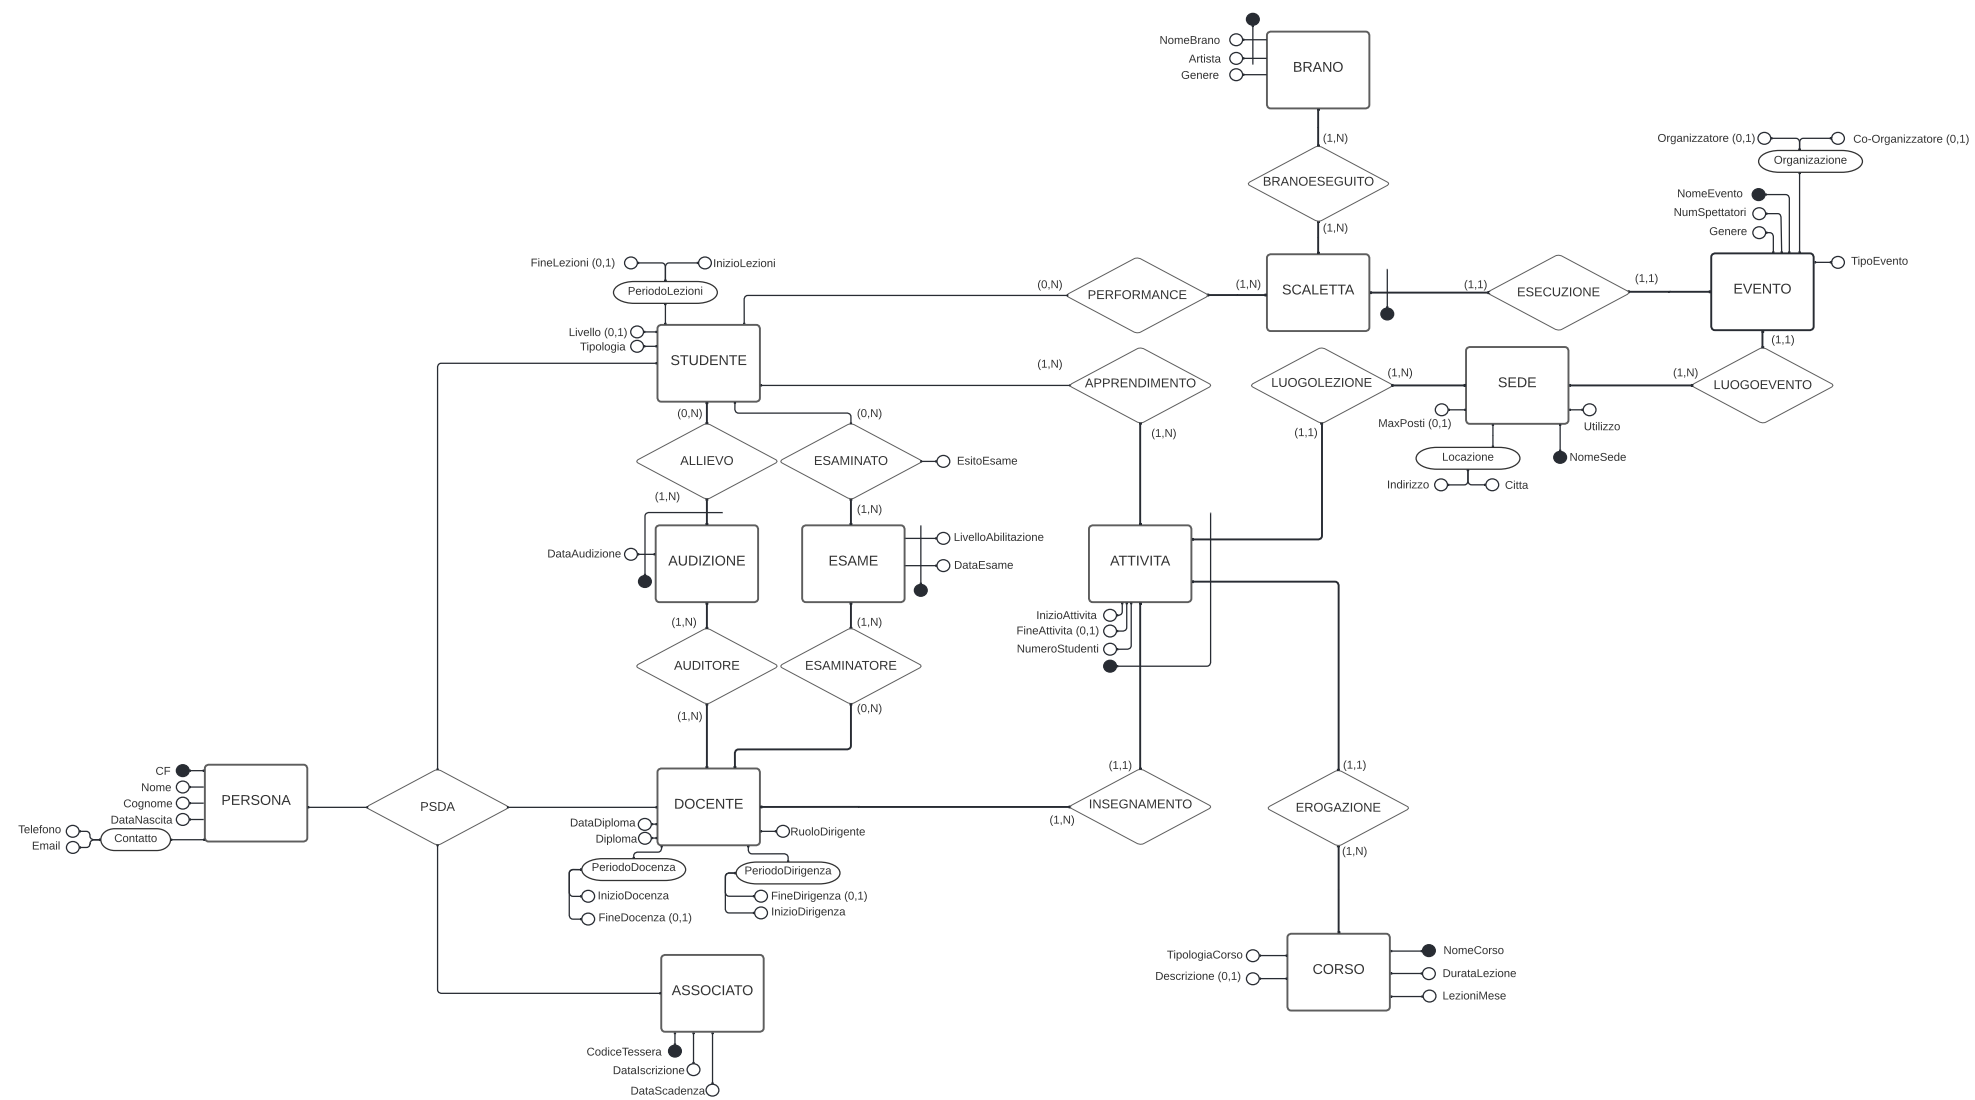 NomeBrano
Artista
Genere
BRANO
(1,N)
BRANOESEGUITO
(1,N)
Organizzatore (0,1)
Co-Organizzatore (0,1)
Organizazione
NomeEvento
NumSpettatori
Genere
TipoEvento
EVENTO
FineLezioni (0,1)
InizioLezioni
PeriodoLezioni
Livello (0,1)
Tipologia
STUDENTE
(0,N)
PERFORMANCE
(1,N)
SCALETTA
(1,1)
ESECUZIONE
(1,1)
(1,1)
(1,N)
APPRENDIMENTO
(1,N)
LUOGOLEZIONE
(1,N)
(1,1)
SEDE
(1,N)
LUOGOEVENTO
MaxPosti (0,1)
Utilizzo
Locazione
NomeSede
Indirizzo
Citta
(0,N)
(0,N)
ALLIEVO
ESAMINATO
EsitoEsame
(1,N)
(1,N)
DataAudizione
AUDIZIONE
ESAME
LivelloAbilitazione
DataEsame
ATTIVITA
InizioAttivita
FineAttivita (0,1)
NumeroStudenti
(1,N)
(1,N)
AUDITORE
ESAMINATORE
(1,N)
(0,N)
CF
Nome
Cognome
DataNascita
Telefono
Email
Contatto
PERSONA
PSDA
DOCENTE
DataDiploma
Diploma
RuoloDirigente
PeriodoDocenza
InizioDocenza
FineDocenza (0,1)
PeriodoDirigenza
FineDirigenza (0,1)
InizioDirigenza
(1,1)
INSEGNAMENTO
(1,N)
(1,1)
EROGAZIONE
(1,N)
ASSOCIATO
CodiceTessera
DataIscrizione
DataScadenza
TipologiaCorso
Descrizione (0,1)
CORSO
NomeCorso
DurataLezione
LezioniMese